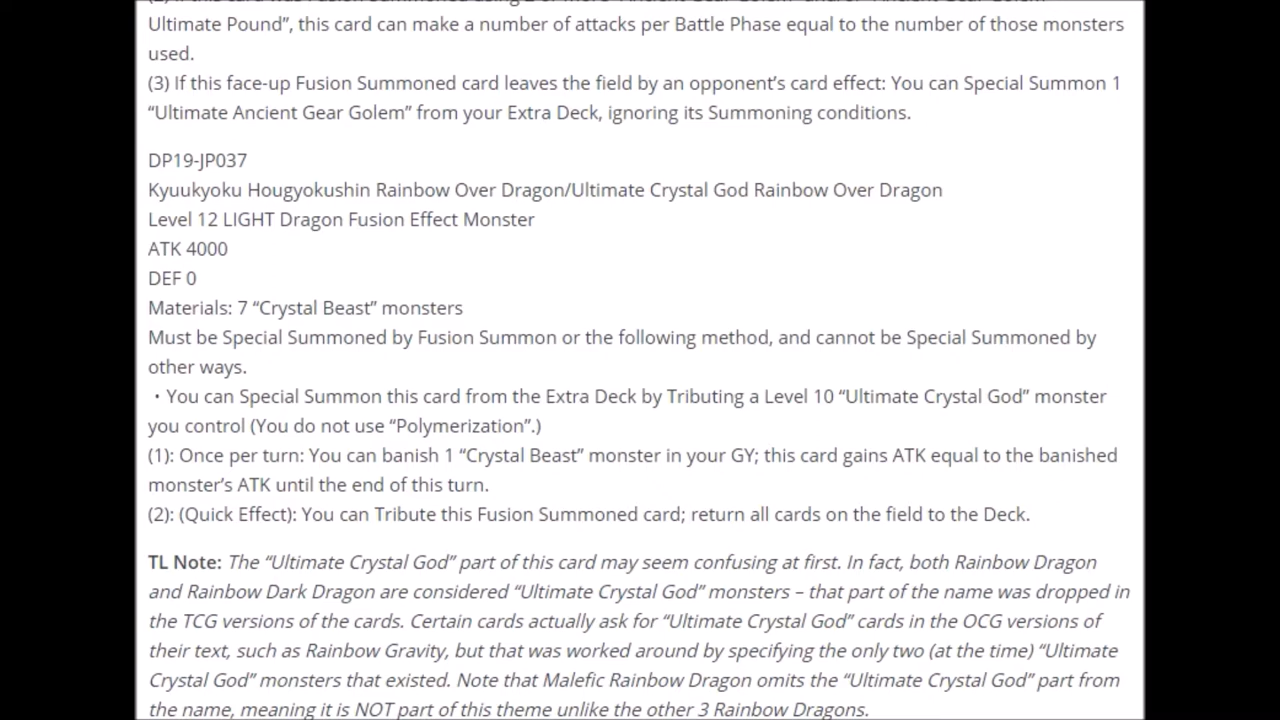 Ultimate Pound”, this card can make a number of attacks per Battle Phase equal to the number of those monsters
used.
(3) If this face-up Fusion Summoned card leaves the field by an opponent’s card effect: You can Special Summon 1
“Ultimate Ancient Gear Golem” from your Extra Deck, ignoring its Summoning conditions.
DP19-JP037
Kyuukyoku Hougyokushin Rainbow Over Dragon/Ultimate Crystal God Rainbow Over Dragon
Level 12 LIGHT Dragon Fusion Effect Monster
ATK 4000
DEF 0
Materials: 7 “Crystal Beast” monsters
Must be Special Summoned by Fusion Summon or the following method, and cannot be Special Summoned by
other ways.
・You can Special Summon this card from the Extra Deck by Tributing a Level 10 “Ultimate Crystal God” monster
you control (You do not use “Polymerization”.)
(1): Once per turn: You can banish 1 “Crystal Beast” monster in your GY; this card gains ATK equal to the banished
monster’s ATK until the end of this turn.
(2): (Quick Effect): You can Tribute this Fusion Summoned card; return all cards on the field to the Deck.
TL Note: The “Ultimate Crystal God” part of this card may seem confusing at first. In fact, both Rainbow Dragon
and Rainbow Dark Dragon are considered “Ultimate Crystal God” monsters – that part of the name was dropped in
the TCG versions of the cards. Certain cards actually ask for “Ultimate Crystal God” cards in the OCG versions of
their text, such as Rainbow Gravity, but that was worked around by specifying the only two (at the time) “Ultimate
Crystal God” monsters that existed. Note that Malefic Rainbow Dragon omits the “Ultimate Crystal God” part from
the name, meaning it is NOT part of this theme unlike the other 3 Rainbow Dragons.